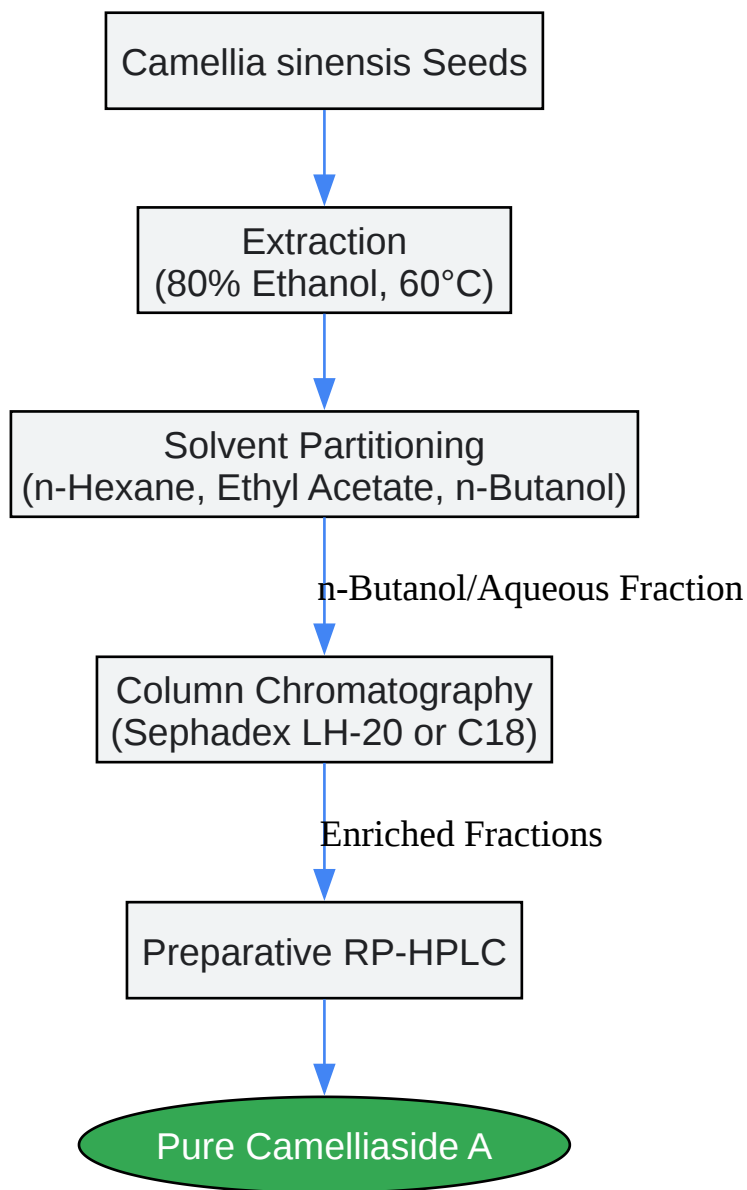 Camellia sinensis Seeds
Extraction
(80% Ethanol, 60°C)
Solvent Partitioning
(n-Hexane, Ethyl Acetate, n-Butanol)
n-Butanol/Aqueous Fraction
Column Chromatography
(Sephadex LH-20 or C18)
Enriched Fractions
Preparative RP-HPLC
Pure Camelliaside A